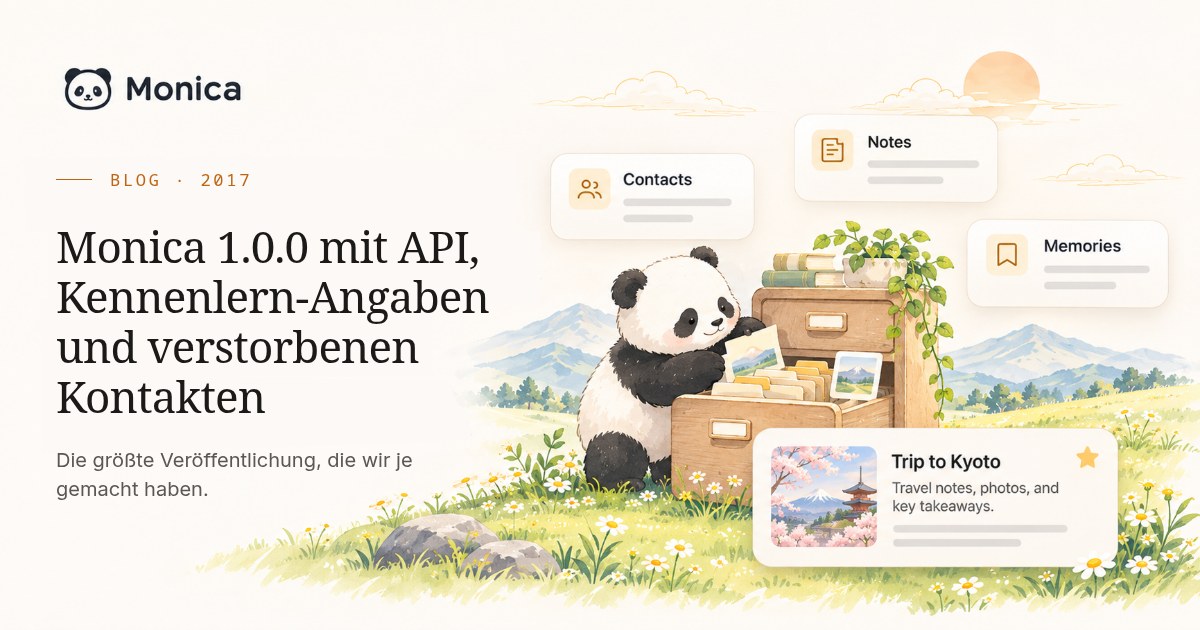 Monica
BLOG · 2017
Monica 1.0.0 mit API,
Kennenlern-Angaben
und verstorbenen
Kontakten
Die größte Veröffentlichung, die wir je
gemacht haben.
Contacts
Notes
Memories
Trip to Kyoto
Travel notes, photos, and
key takeaways.